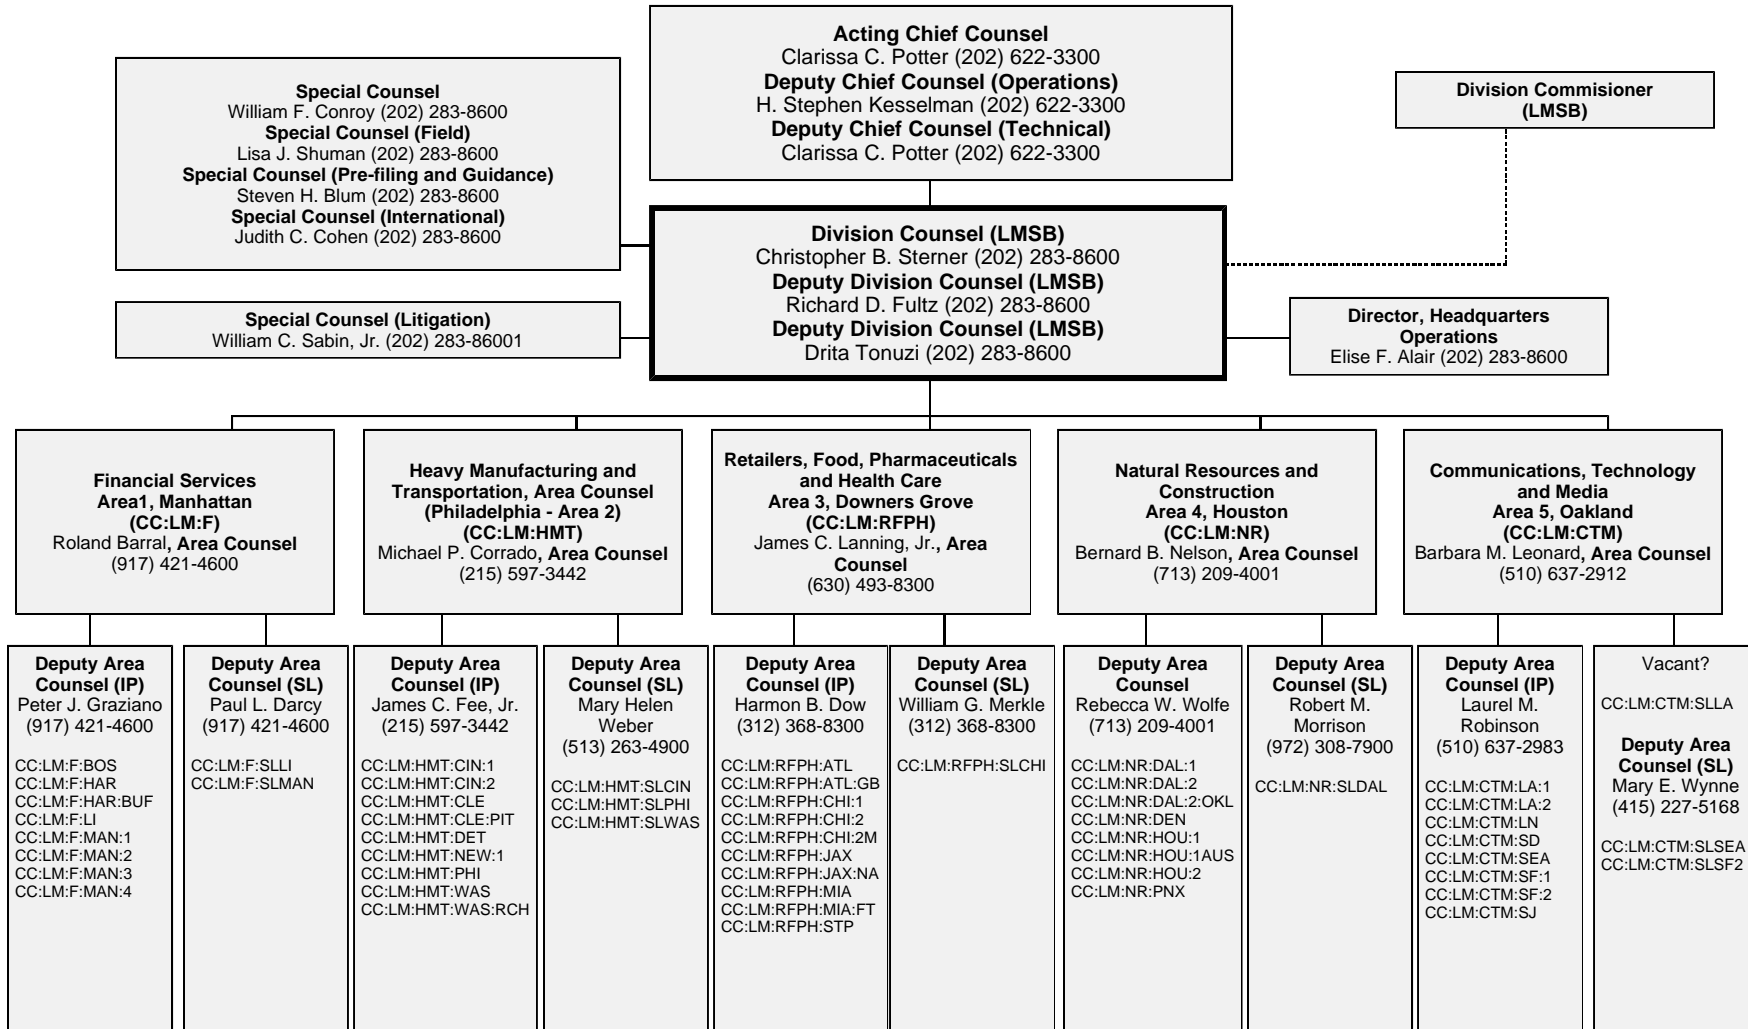 Acting Chief Counsel
Clarissa C. Potter (202) 622-3300
Deputy Chief Counsel (Operations)
H. Stephen Kesselman (202) 622-3300
Deputy Chief Counsel (Technical)
Clarissa C. Potter (202) 622-3300
Special Counsel
William F. Conroy (202) 283-8600
Special Counsel (Field)
Lisa J. Shuman (202) 283-8600
Special Counsel (Pre-filing and Guidance)
Steven H. Blum (202) 283-8600
Special Counsel (International)
Judith C. Cohen (202) 283-8600
Division Commisioner
(LMSB)
Division Counsel (LMSB)
Christopher B. Sterner (202) 283-8600
Deputy Division Counsel (LMSB)
Richard D. Fultz (202) 283-8600
Deputy Division Counsel (LMSB)
Drita Tonuzi (202) 283-8600
Special Counsel (Litigation)
William C. Sabin, Jr. (202) 283-86001
Director, Headquarters
Operations
Elise F. Alair (202) 283-8600
Financial Services
Area1, Manhattan
(CC:LM:F)
Roland Barral, Area Counsel
(917) 421-4600
Heavy Manufacturing and
Transportation, Area Counsel
(Philadelphia - Area 2)
(CC:LM:HMT)
Michael P. Corrado, Area Counsel
(215) 597-3442
Retailers, Food, Pharmaceuticals
and Health Care
Area 3, Downers Grove
(CC:LM:RFPH)
James C. Lanning, Jr., Area
Counsel
(630) 493-8300
Natural Resources and
Construction
Area 4, Houston
(CC:LM:NR)
Bernard B. Nelson, Area Counsel
(713) 209-4001
Communications, Technology
and Media
Area 5, Oakland
(CC:LM:CTM)
Barbara M. Leonard, Area Counsel
(510) 637-2912
Deputy Area
Counsel (IP)
Peter J. Graziano
(917) 421-4600
CC:LM:F:BOS
CC:LM:F:HAR
CC:LM:F:HAR:BUF
CC:LM:F:LI
CC:LM:F:MAN:1
CC:LM:F:MAN:2
CC:LM:F:MAN:3
CC:LM:F:MAN:4
Deputy Area
Counsel (SL)
Paul L. Darcy
(917) 421-4600
CC:LM:F:SLLI
CC:LM:F:SLMAN
Deputy Area
Counsel (IP)
James C. Fee, Jr.
(215) 597-3442
CC:LM:HMT:CIN:1
CC:LM:HMT:CIN:2
CC:LM:HMT:CLE
CC:LM:HMT:CLE:PIT
CC:LM:HMT:DET
CC:LM:HMT:NEW:1
CC:LM:HMT:PHI
CC:LM:HMT:WAS
CC:LM:HMT:WAS:RCH
Deputy Area
Counsel (SL)
Mary Helen
Weber
(513) 263-4900
CC:LM:HMT:SLCIN
CC:LM:HMT:SLPHI
CC:LM:HMT:SLWAS
Deputy Area
Counsel (IP)
Harmon B. Dow
(312) 368-8300
CC:LM:RFPH:ATL
CC:LM:RFPH:ATL:GB
CC:LM:RFPH:CHI:1
CC:LM:RFPH:CHI:2
CC:LM:RFPH:CHI:2M
CC:LM:RFPH:JAX
CC:LM:RFPH:JAX:NA
CC:LM:RFPH:MIA
CC:LM:RFPH:MIA:FT
CC:LM:RFPH:STP
Deputy Area
Counsel (SL)
William G. Merkle
(312) 368-8300
CC:LM:RFPH:SLCHI
Deputy Area
Counsel
Rebecca W. Wolfe
(713) 209-4001
CC:LM:NR:DAL:1
CC:LM:NR:DAL:2
CC:LM:NR:DAL:2:OKL
CC:LM:NR:DEN
CC:LM:NR:HOU:1
CC:LM:NR:HOU:1AUS
CC:LM:NR:HOU:2
CC:LM:NR:PNX
Deputy Area
Counsel (SL)
Robert M.
Morrison
(972) 308-7900
CC:LM:NR:SLDAL
Deputy Area
Counsel (IP)
Laurel M.
Robinson
(510) 637-2983
CC:LM:CTM:LA:1
CC:LM:CTM:LA:2
CC:LM:CTM:LN
CC:LM:CTM:SD
CC:LM:CTM:SEA
CC:LM:CTM:SF:1
CC:LM:CTM:SF:2
CC:LM:CTM:SJ
Vacant?
CC:LM:CTM:SLLA
Deputy Area
Counsel (SL)
Mary E. Wynne
(415) 227-5168
CC:LM:CTM:SLSEA
CC:LM:CTM:SLSF2